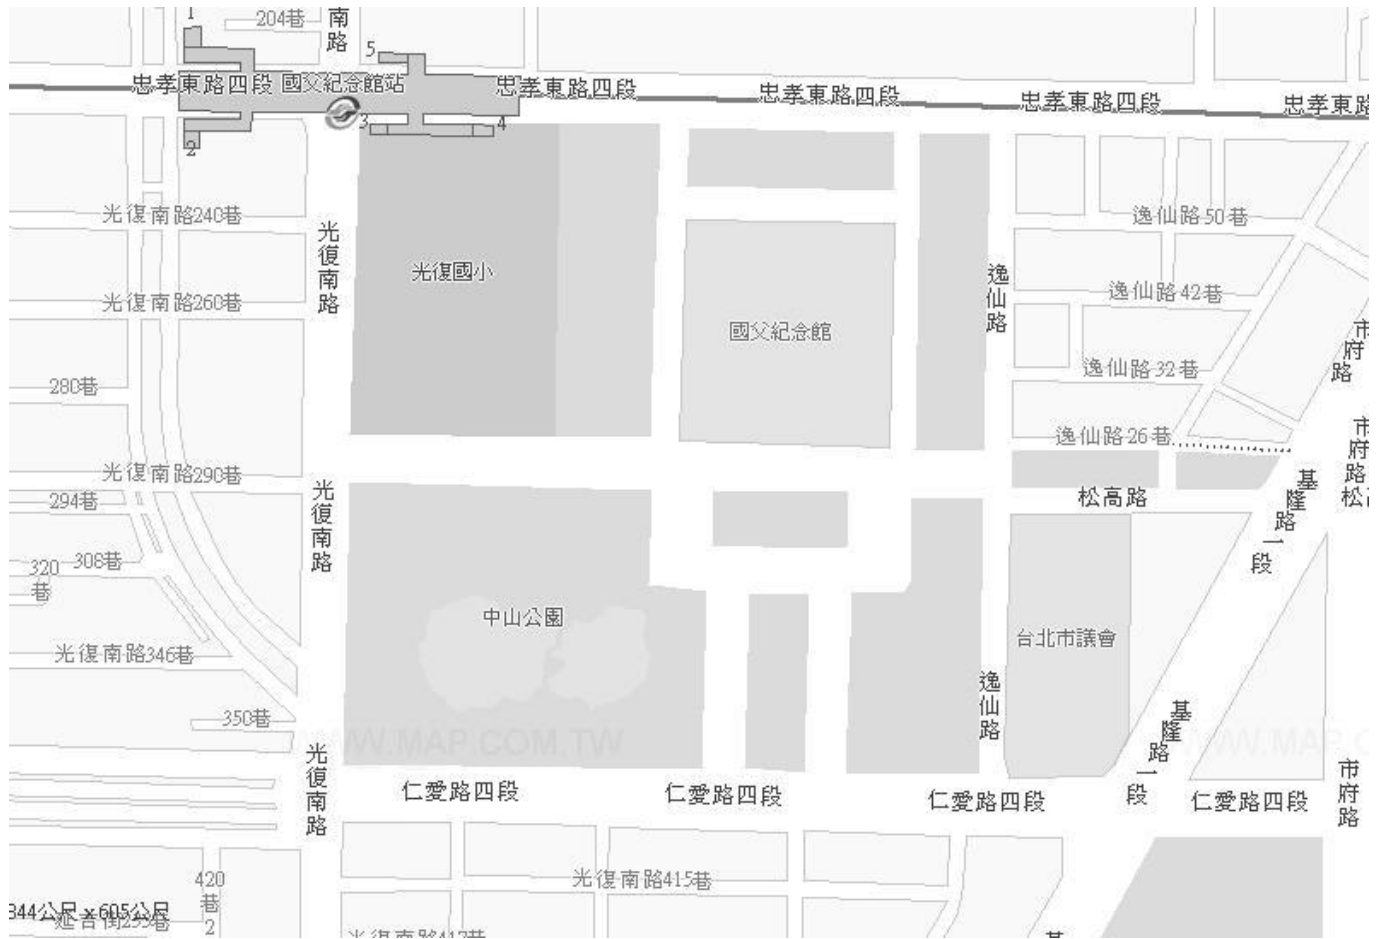 1
204巷
南路
5
忠孝東路四段
國父紀念館站
忠孝東路四段
忠孝東路四段
忠孝東路四段
忠孝東路
3
4
2
光復南路240巷
逸仙路50巷
光復南路
光復國小
逸仙路
光復南路260巷
逸仙路42巷
國父紀念館
市府路
280巷
逸仙路32巷
逸仙路26巷
市府路
光復南路290巷
294巷
光復南路
松高路
基隆路一段
松
308巷
320巷
中山公園
台北市議會
光復南路346巷
逸仙路
350巷
基隆路一段
WWW.MAP.COM.TW
WWW.MAP.C
光復南路
仁愛路四段
仁愛路四段
仁愛路四段
仁愛路四段
市府路
420巷2
光復南路415巷
344公尺 x 605公尺